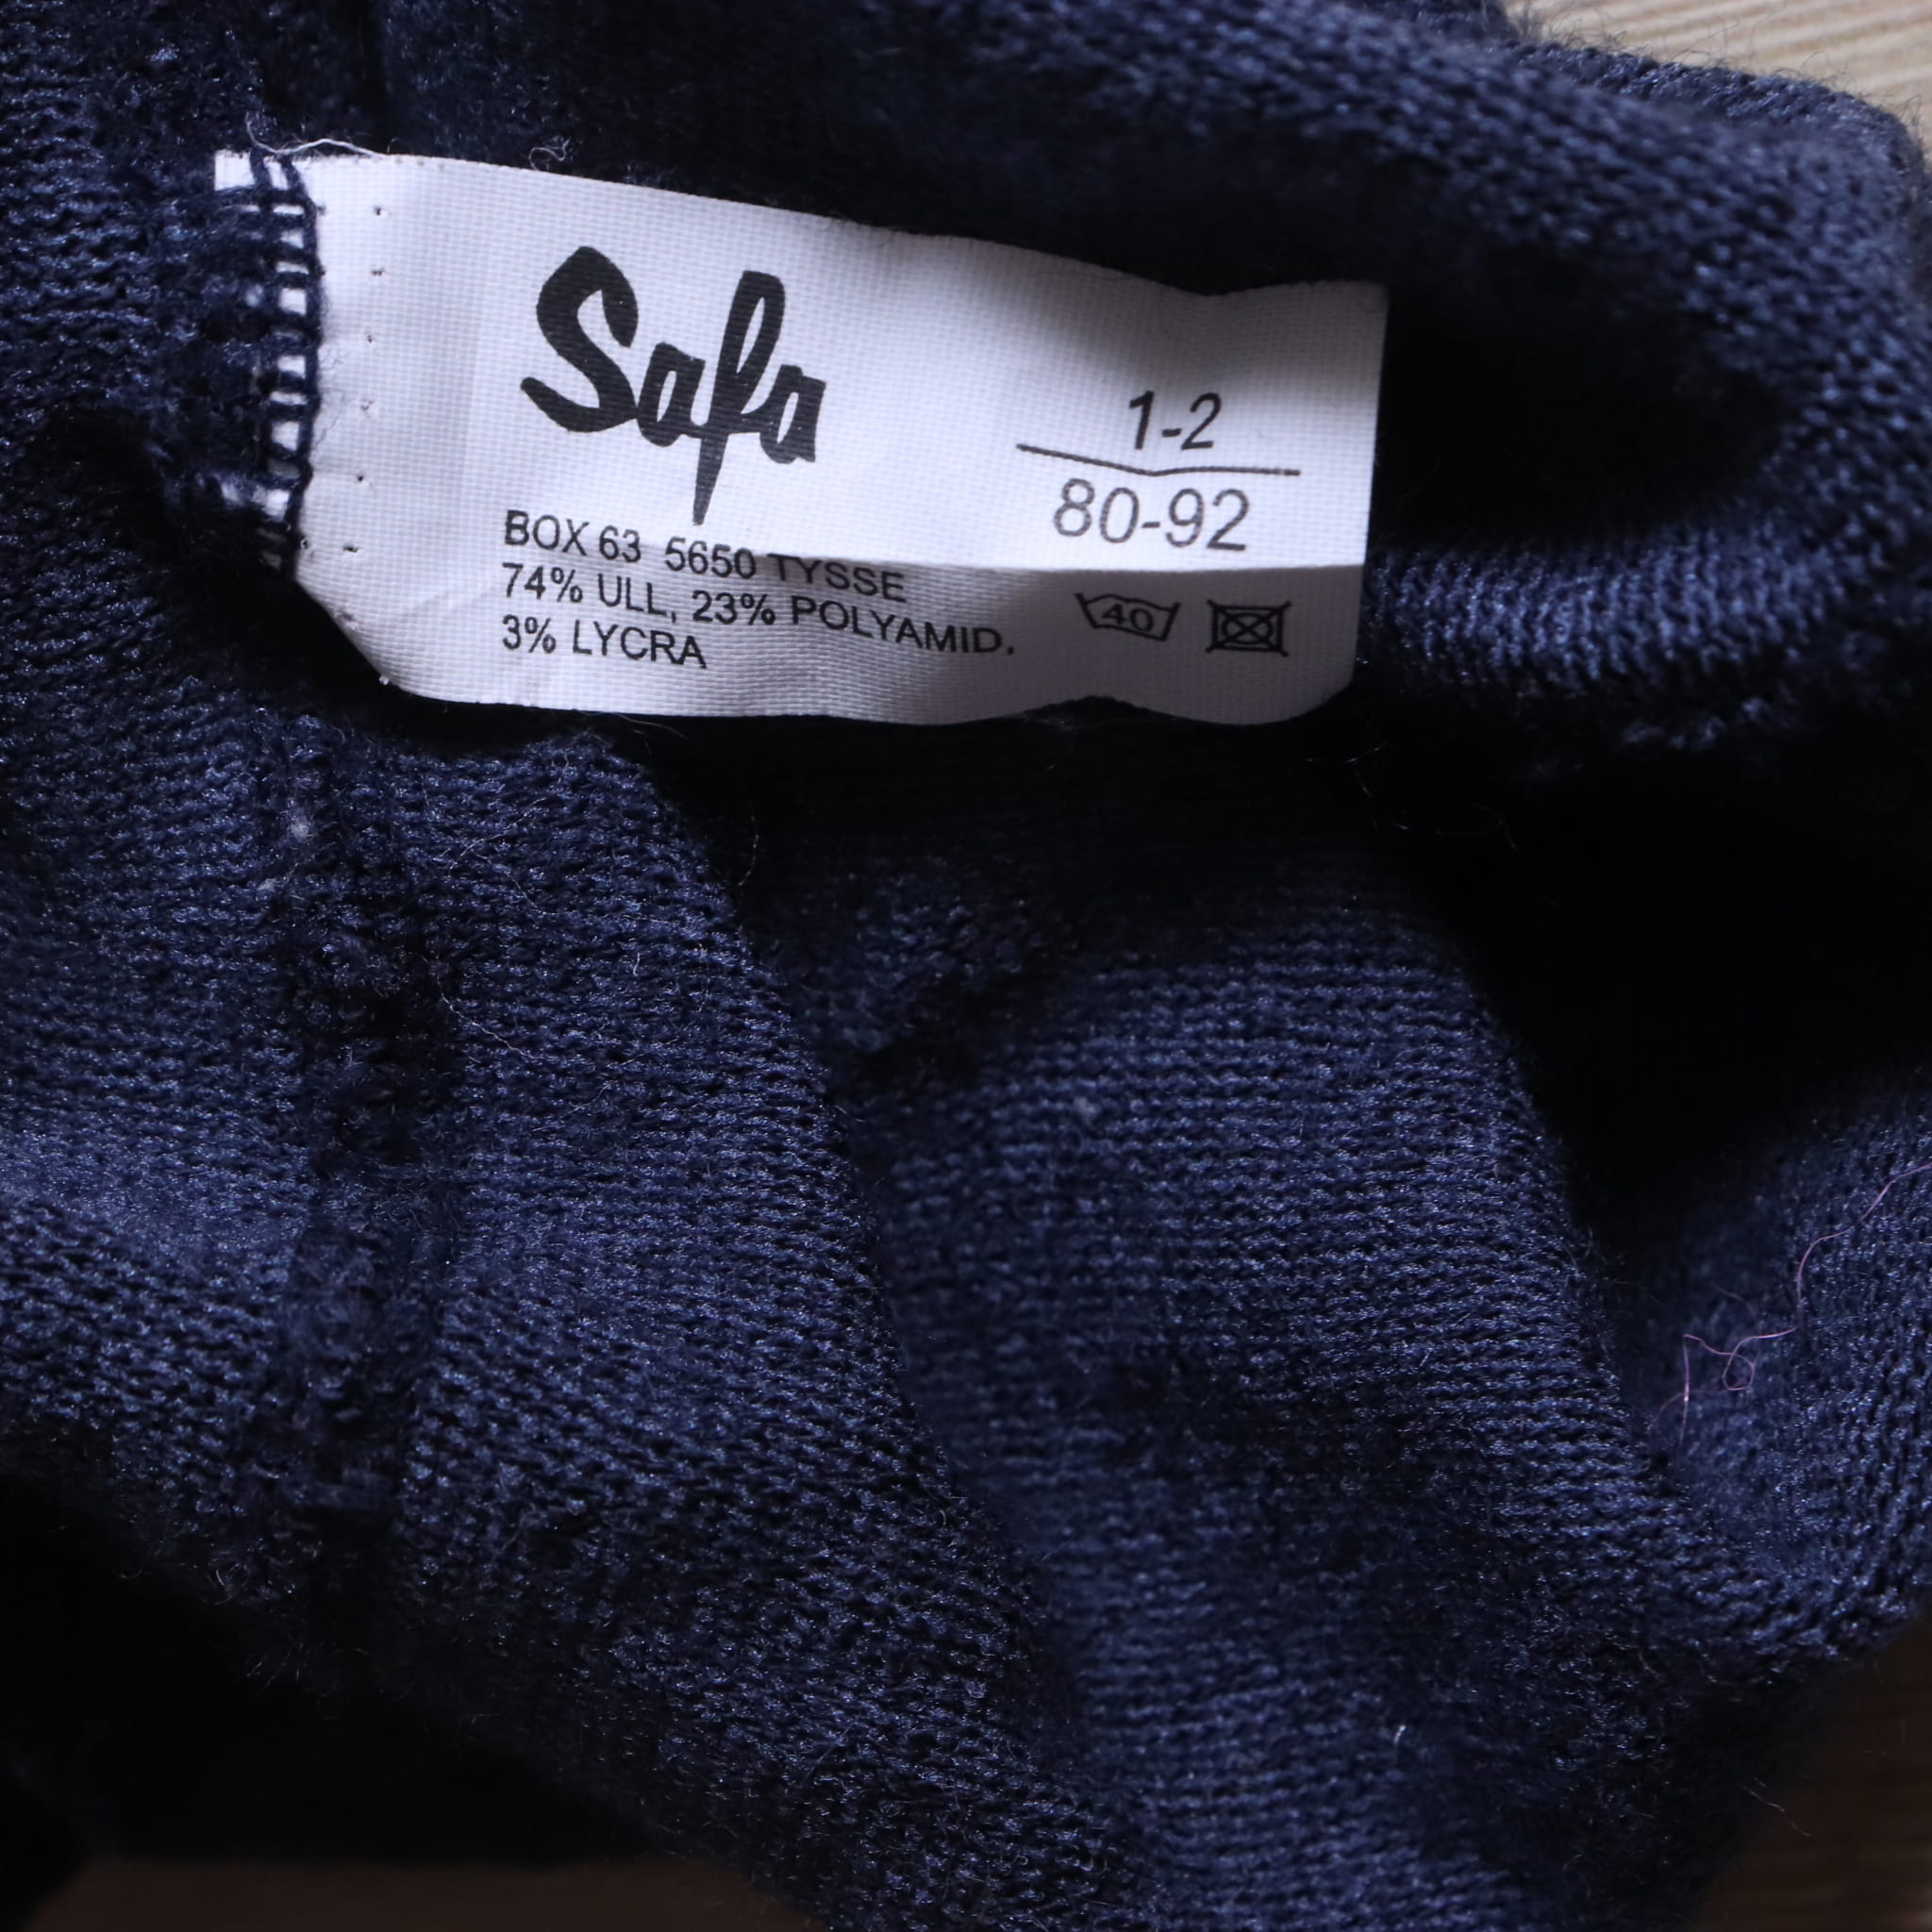 Safa
1-2
80-92
BOX 63 5650 TYSSE
74% ULL, 23% POLYAMID.
3% LYCRA
40